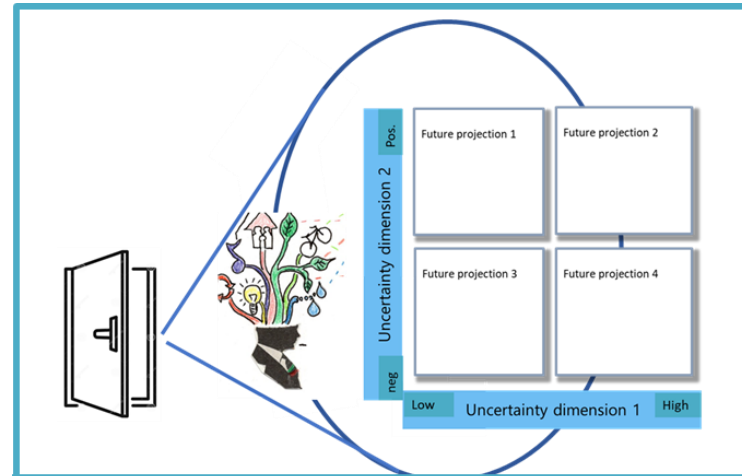 Pos.
Uncertainty dimension 2
neg
Future projection 1
Future projection 2
Future projection 3
Future projection 4
Low
Uncertainty dimension 1
High